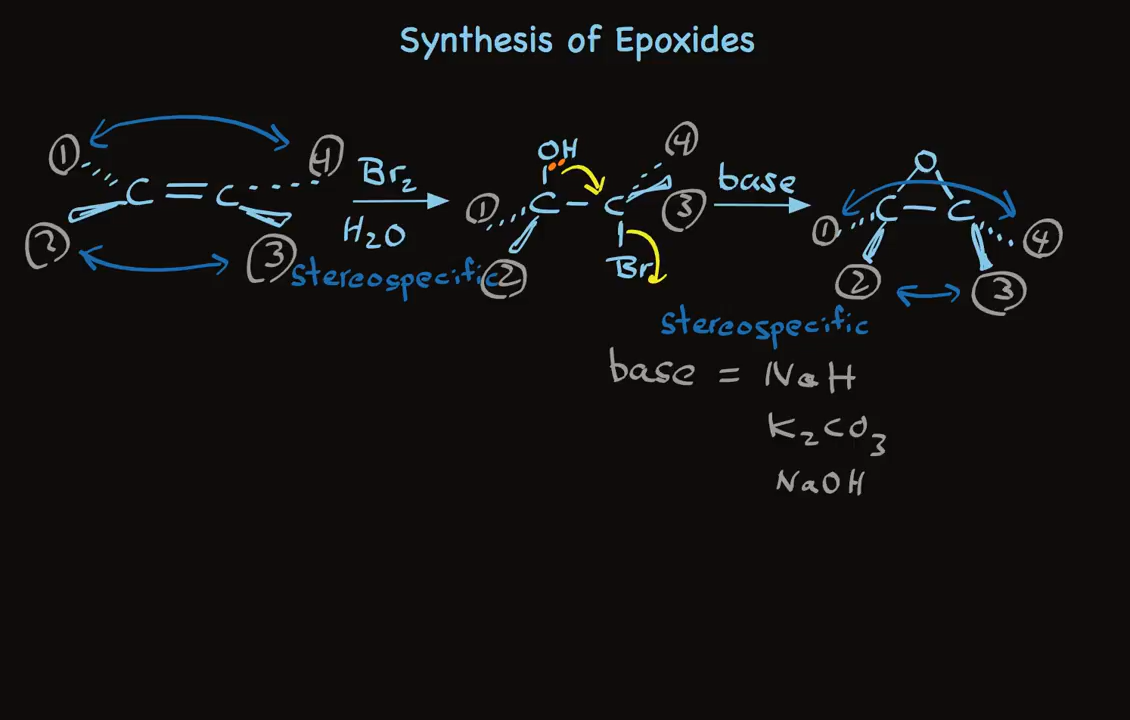 Synthesis of Epoxides
① C = C ④
② ③
Br₂
H₂O
stereospecific
OH
① C – C ④
② ③
Br
base
O
① C – C ④
② ③
stereospecific
base = NaH
K₂CO₃
NaOH